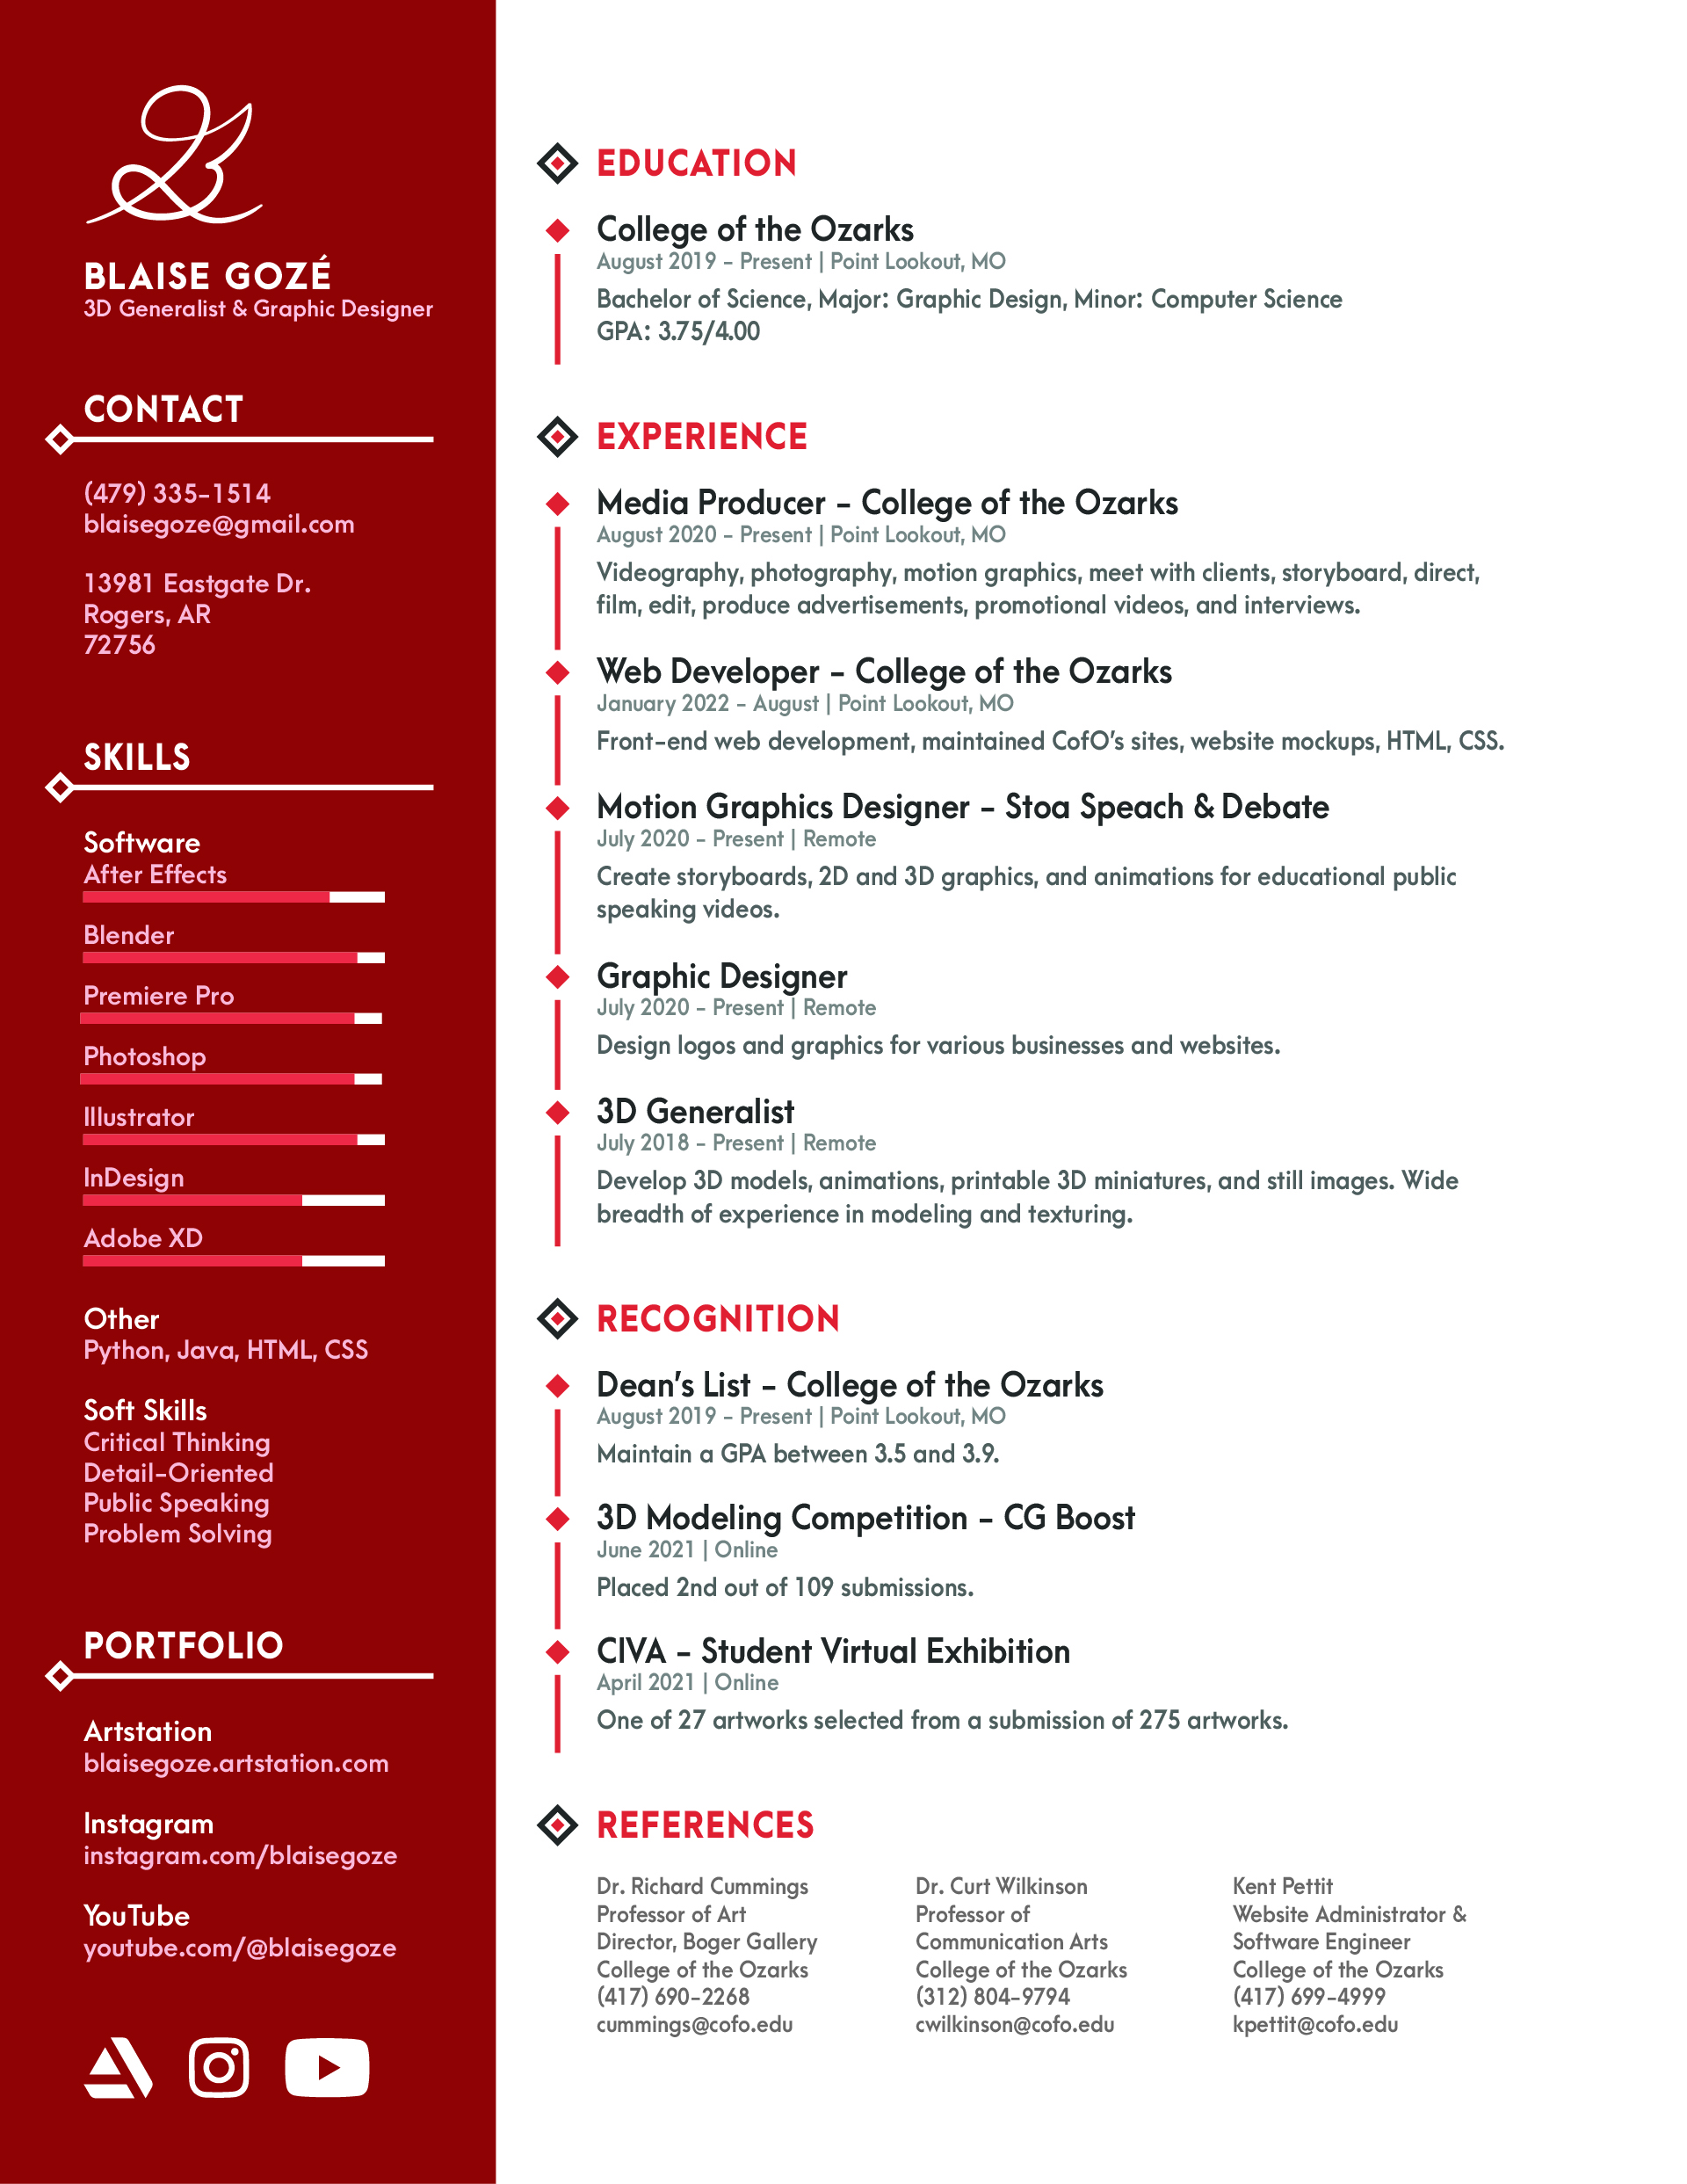 BLAISE GOZÉ
3D Generalist & Graphic Designer
CONTACT
(479) 335-1514
blaisegoze@gmail.com
13981 Eastgate Dr.
Rogers, AR
72756
SKILLS
Software
After Effects
Blender
Premiere Pro
Photoshop
Illustrator
InDesign
Adobe XD
Other
Python, Java, HTML, CSS
Soft Skills
Critical Thinking
Detail-Oriented
Public Speaking
Problem Solving
PORTFOLIO
Artstation
blaisegoze.artstation.com
Instagram
instagram.com/blaisegoze
YouTube
youtube.com/@blaisegoze
EDUCATION
College of the Ozarks
August 2019 - Present | Point Lookout, MO
Bachelor of Science, Major: Graphic Design, Minor: Computer Science
GPA: 3.75/4.00
EXPERIENCE
Media Producer - College of the Ozarks
August 2020 - Present | Point Lookout, MO
Videography, photography, motion graphics, meet with clients, storyboard, direct,
film, edit, produce advertisements, promotional videos, and interviews.
Web Developer - College of the Ozarks
January 2022 - August | Point Lookout, MO
Front-end web development, maintained CofO's sites, website mockups, HTML, CSS.
Motion Graphics Designer - Stoa Speach & Debate
July 2020 - Present | Remote
Create storyboards, 2D and 3D graphics, and animations for educational public
speaking videos.
Graphic Designer
July 2020 - Present | Remote
Design logos and graphics for various businesses and websites.
3D Generalist
July 2018 - Present | Remote
Develop 3D models, animations, printable 3D miniatures, and still images. Wide
breadth of experience in modeling and texturing.
RECOGNITION
Dean's List - College of the Ozarks
August 2019 - Present | Point Lookout, MO
Maintain a GPA between 3.5 and 3.9.
3D Modeling Competition - CG Boost
June 2021 | Online
Placed 2nd out of 109 submissions.
CIVA - Student Virtual Exhibition
April 2021 | Online
One of 27 artworks selected from a submission of 275 artworks.
REFERENCES
Dr. Richard Cummings
Professor of Art
Director, Boger Gallery
College of the Ozarks
(417) 690-2268
cummings@cofo.edu
Dr. Curt Wilkinson
Professor of
Communication Arts
College of the Ozarks
(312) 804-9794
cwilkinson@cofo.edu
Kent Pettit
Website Administrator &
Software Engineer
College of the Ozarks
(417) 699-4999
kpettit@cofo.edu